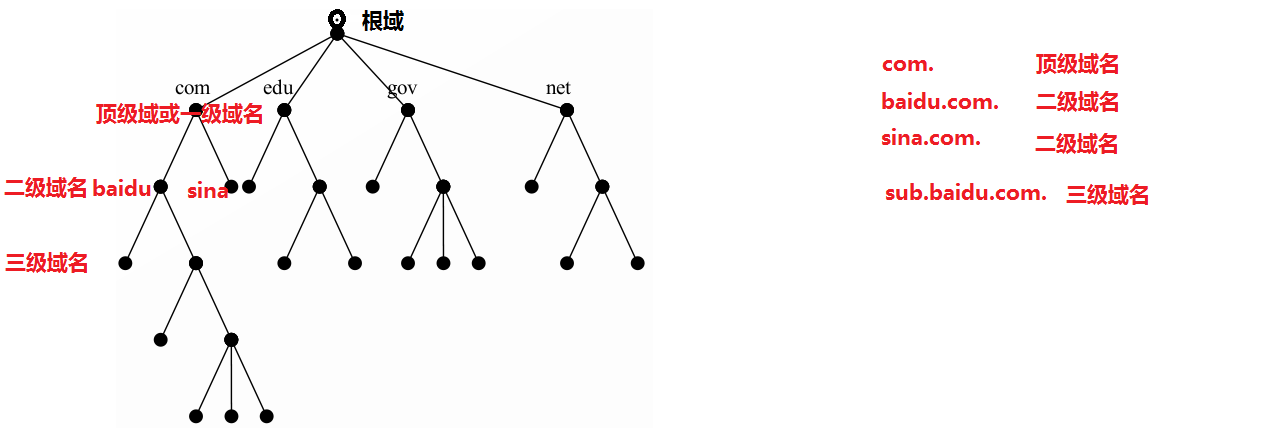 根域
com edu gov net
顶级域或一级域名
二级域名 baidu sina
三级域名
com. 顶级域名
baidu.com. 二级域名
sina.com. 二级域名
sub.baidu.com. 三级域名